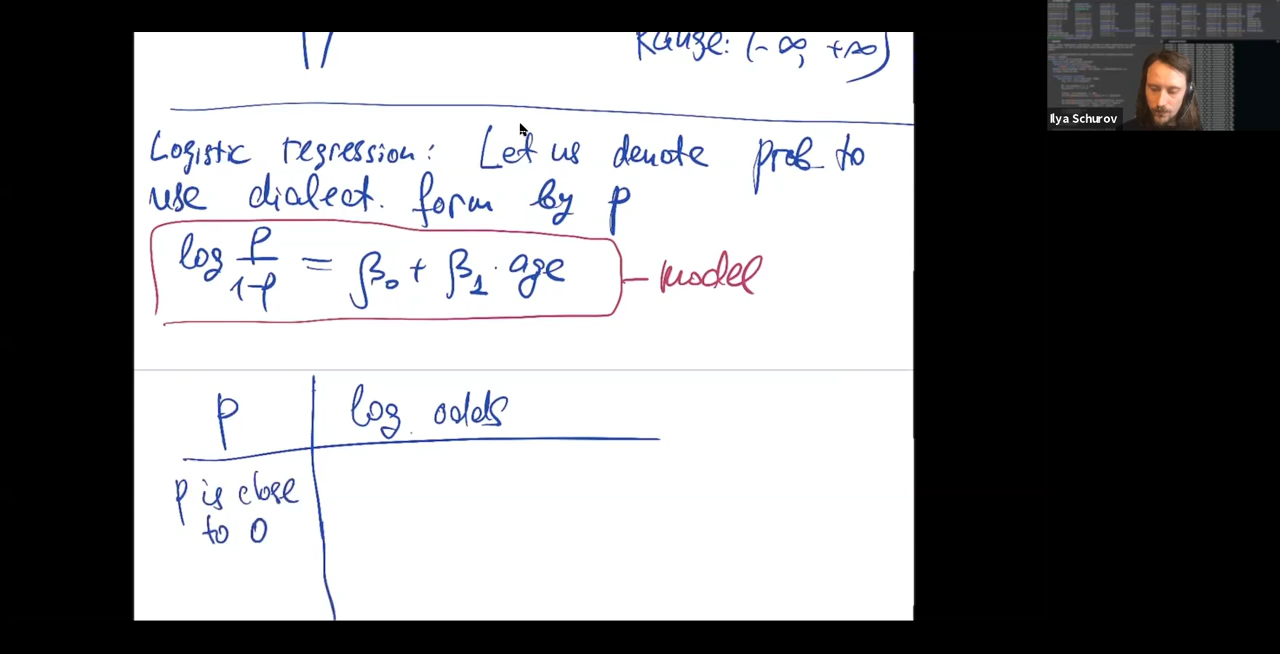 Range: (-∞, +∞)
Logistic regression: Let us denote prob to
use dialect. form by p
log p/1-p = β₀ + β₁ · age - model
p | log odds
p is close
to 0
Ilya Schurov